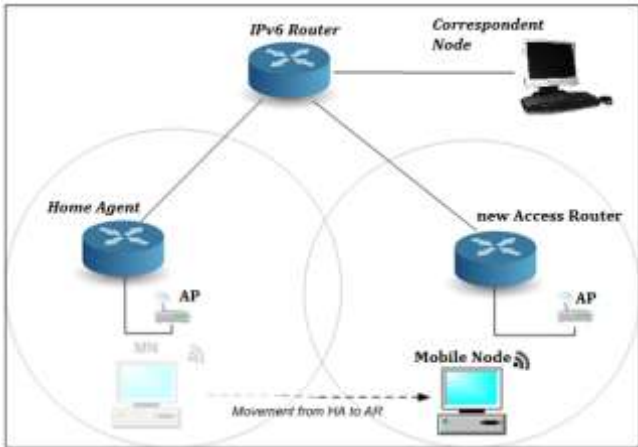 IPv6 Router
Correspondent
Node
Home Agent
new Access Router
AP
AP
MN
Mobile Node
Movement from HA to AR